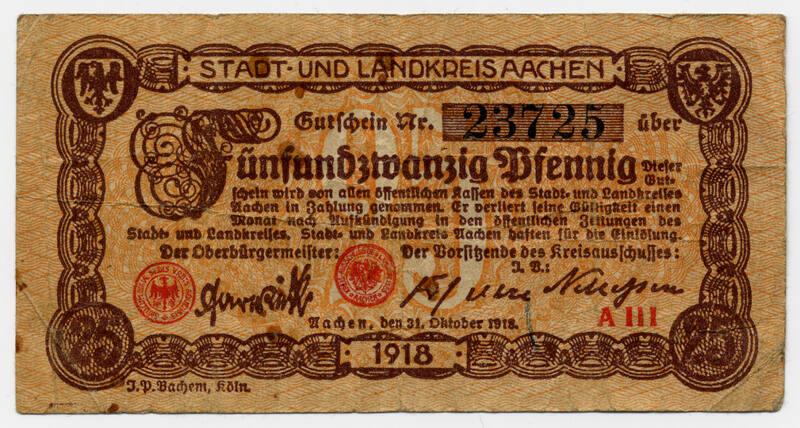 STADT- UND LANDKREIS AACHEN
Gutschein Nr. 23725 über
Fünfundzwanzig Pfennig Dieser Gut-
schein wird von allen öffentlichen Kassen des Stadt- und Landkreises
Aachen in Zahlung genommen. Er verliert seine Gültigkeit einen
Monat nach Aufkündigung in den öffentlichen Zeitungen des
Stadt- und Landkreises. Stadt- und Landkreis Aachen haften für die Einlösung.
Der Oberbürgermeister: Der Vorsitzende des Kreisausschusses:
I. V.:
Aachen, den 31. Oktober 1918.
A III
25 1918 25
J. P. Bachem, Köln.